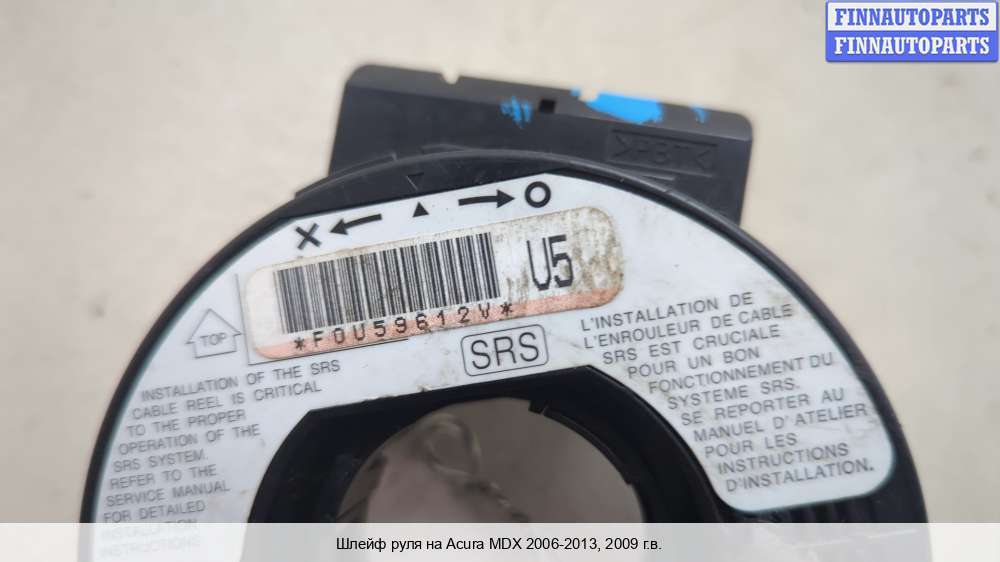 FINNAUTOPARTS
FINNAUTOPARTS
>PBT<
U5
*F0U59612V*
TOP
SRS
INSTALLATION OF THE SRS
CABLE REEL IS CRITICAL
TO THE PROPER
OPERATION OF THE
SRS SYSTEM.
REFER TO THE
SERVICE MANUAL
FOR DETAILED
INSTALLATION
INSTRUCTIONS
L'INSTALLATION DE
L'ENROULEUR DE CABLE
SRS EST CRUCIALE
POUR UN BON
FONCTIONNEMENT DU
SYSTEME SRS.
SE REPORTER AU
MANUEL D'ATELIER
POUR LES
INSTRUCTIONS
D'INSTALLATION.
Шлейф руля на Acura MDX 2006-2013, 2009 г.в.